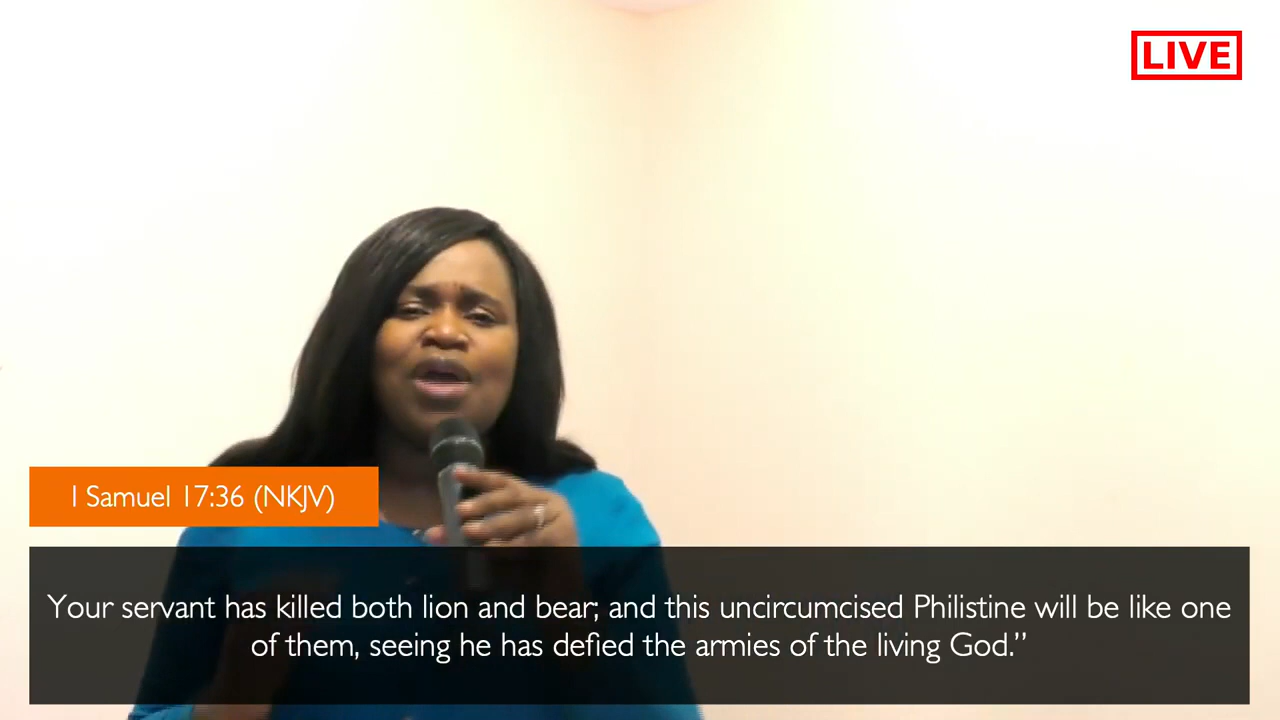 LIVE
1 Samuel 17:36 (NKJV)
Your servant has killed both lion and bear; and this uncircumcised Philistine will be like one
of them, seeing he has defied the armies of the living God.”